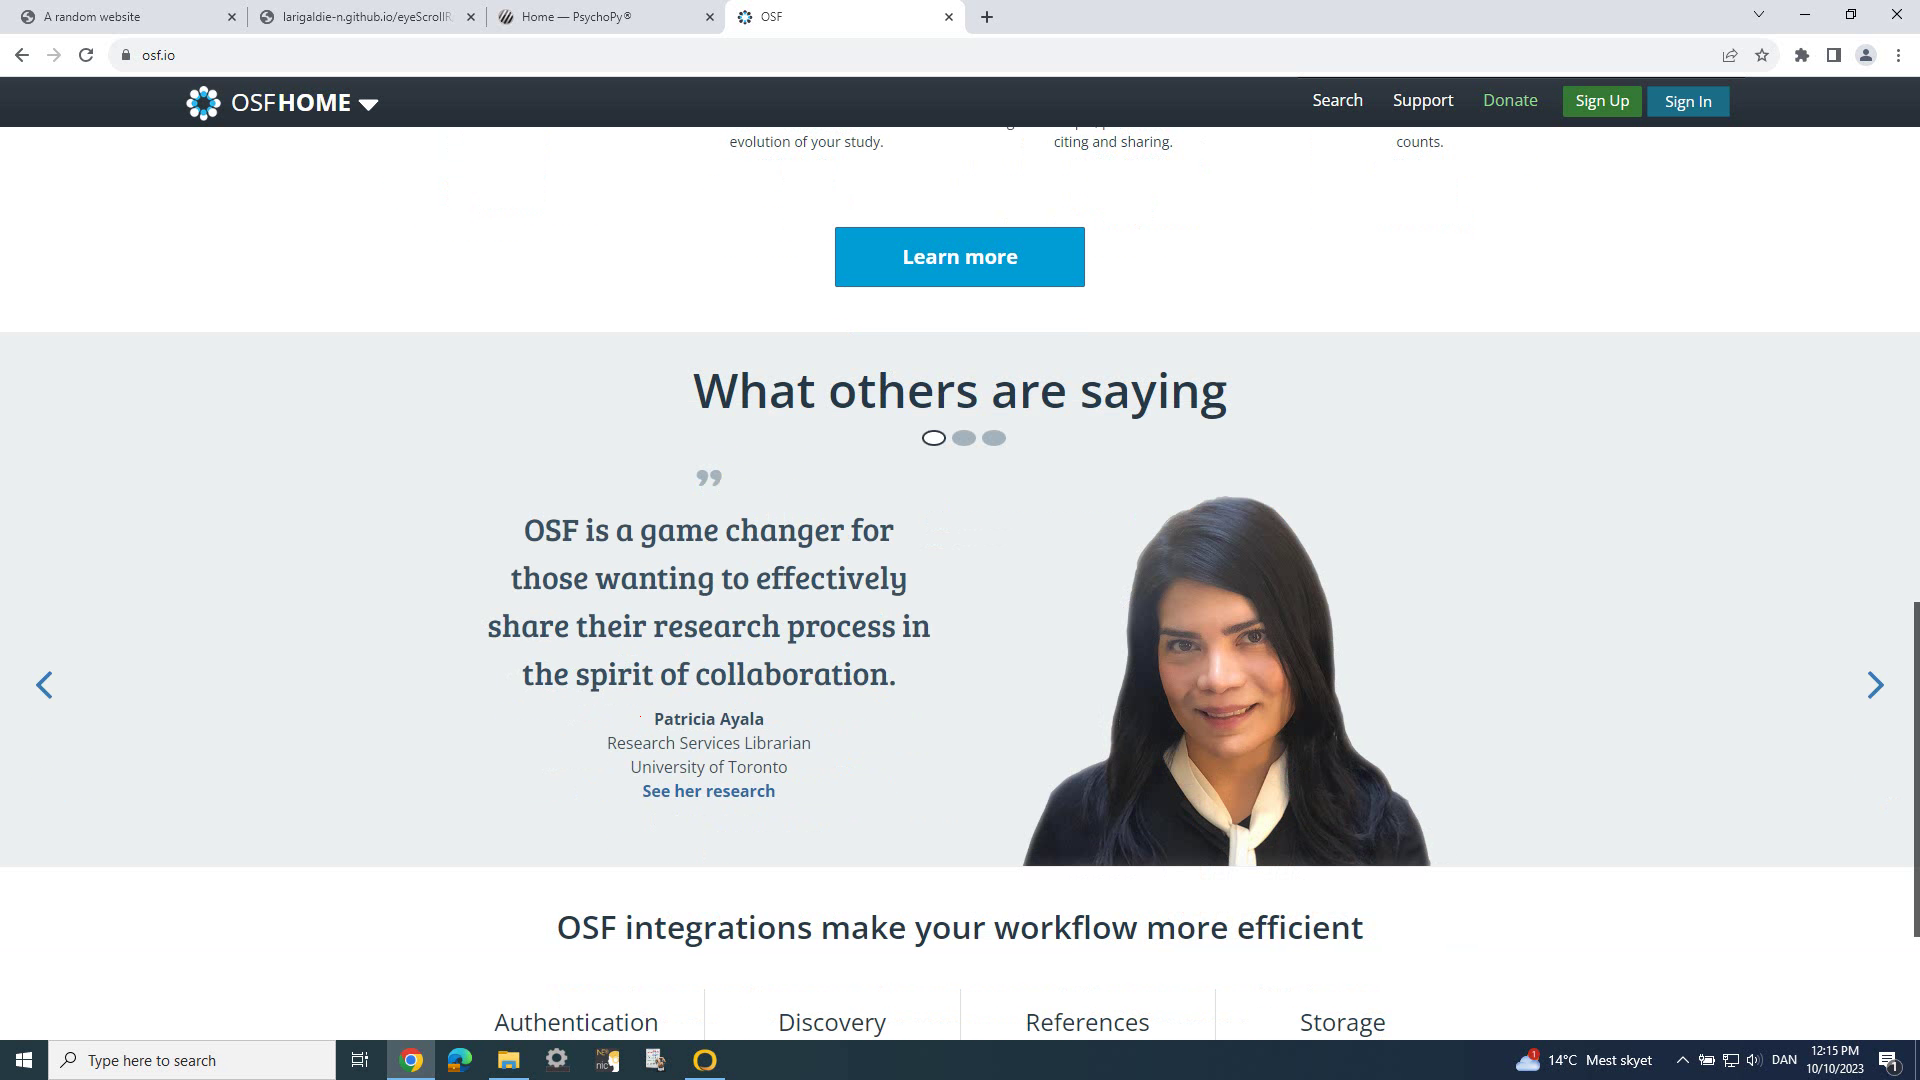 A random website
larigaldie-n.github.io/eyeScrollR
Home — PsychoPy®
OSF
osf.io
OSFHOME
Search
Support
Donate
Sign Up
Sign In
evolution of your study.
citing and sharing.
counts.
Learn more
What others are saying
”
OSF is a game changer for
those wanting to effectively
share their research process in
the spirit of collaboration.
Patricia Ayala
Research Services Librarian
University of Toronto
See her research
OSF integrations make your workflow more efficient
Authentication
Discovery
References
Storage
Type here to search
1
14°C Mest skyet
DAN
12:15 PM
10/10/2023
1